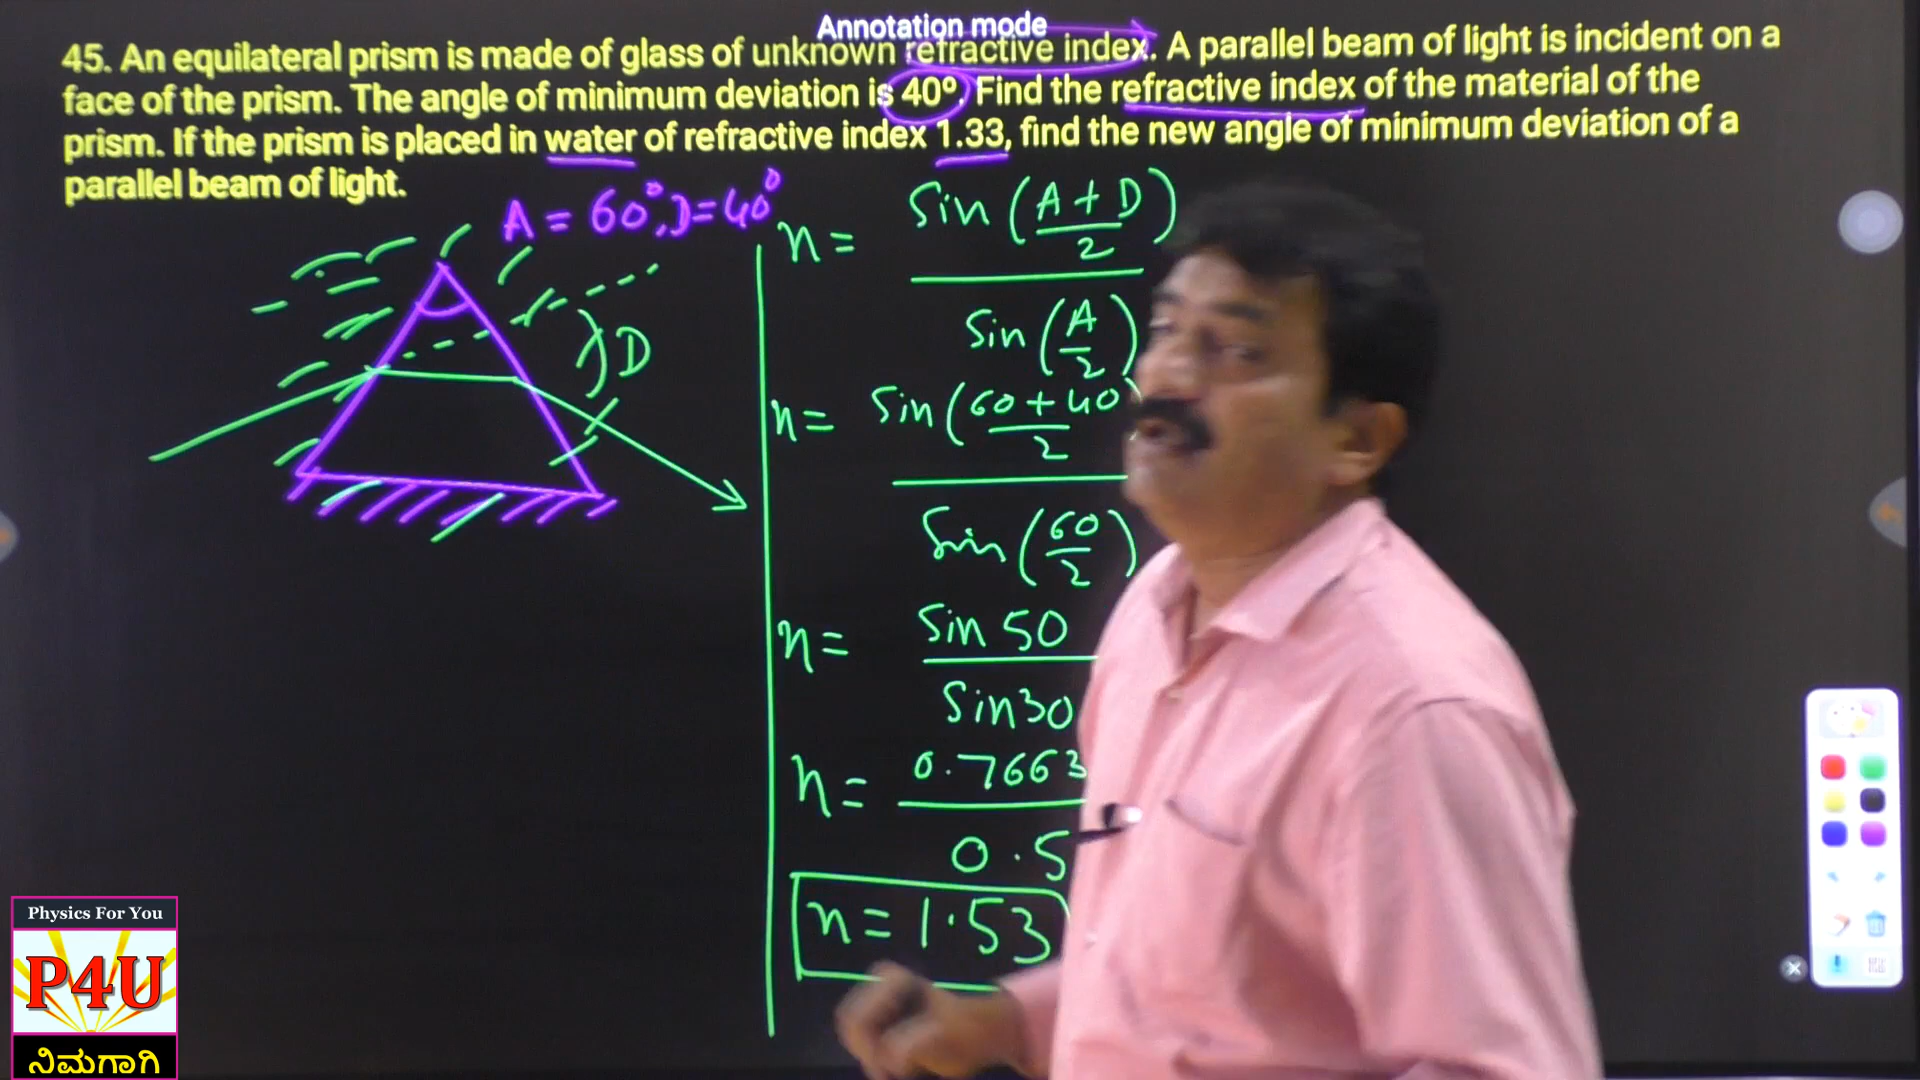 Annotation mode
45. An equilateral prism is made of glass of unknown refractive index. A parallel beam of light is incident on a
face of the prism. The angle of minimum deviation is 40º. Find the refractive index of the material of the
prism. If the prism is placed in water of refractive index 1.33, find the new angle of minimum deviation of a
parallel beam of light.
A = 60°, D = 40°
D
n = Sin (A + D / 2)
Sin (A / 2)
n = Sin (60 + 40 / 2
Sin (60 / 2)
n = Sin 50
Sin 30
n = 0.7663
0.5
n = 1.53
Physics For You
P4U
ನಿಮಗಾಗಿ